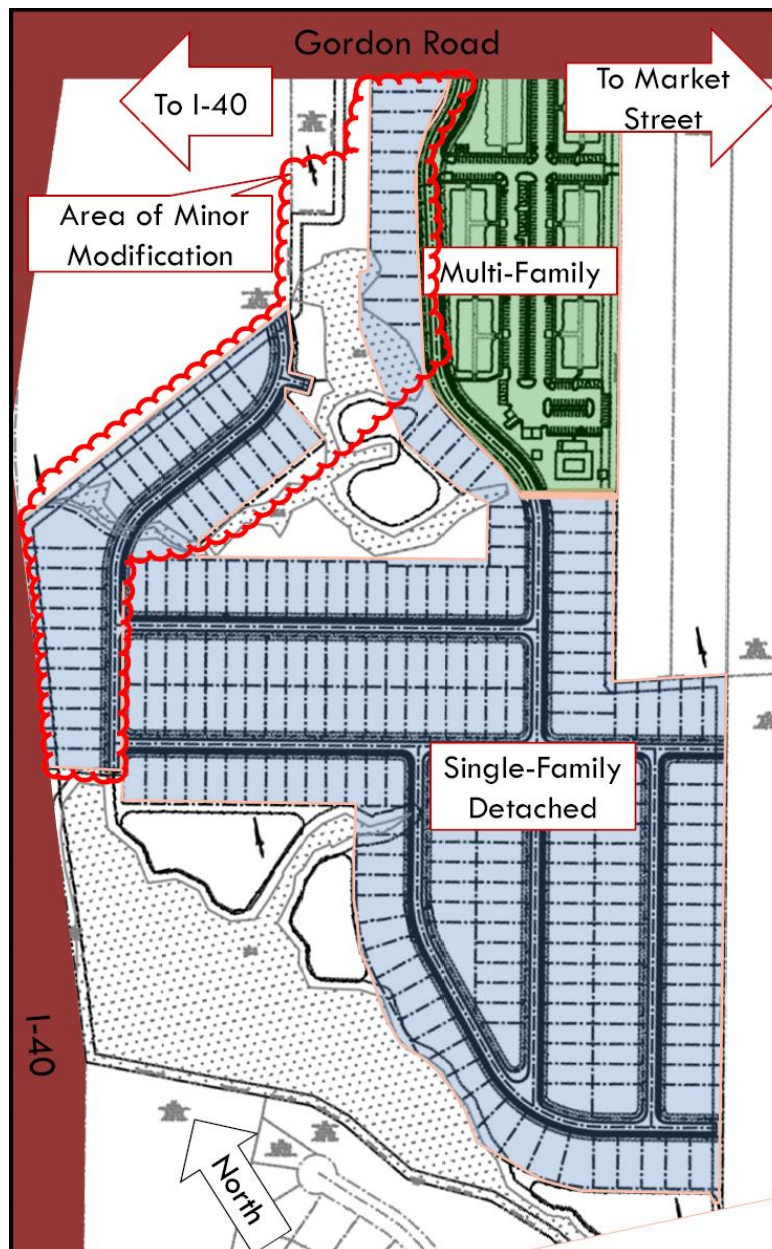 Gordon Road
To I-40
To Market
Street
Area of Minor
Modification
Multi-Family
Single-Family
Detached
I-40
North